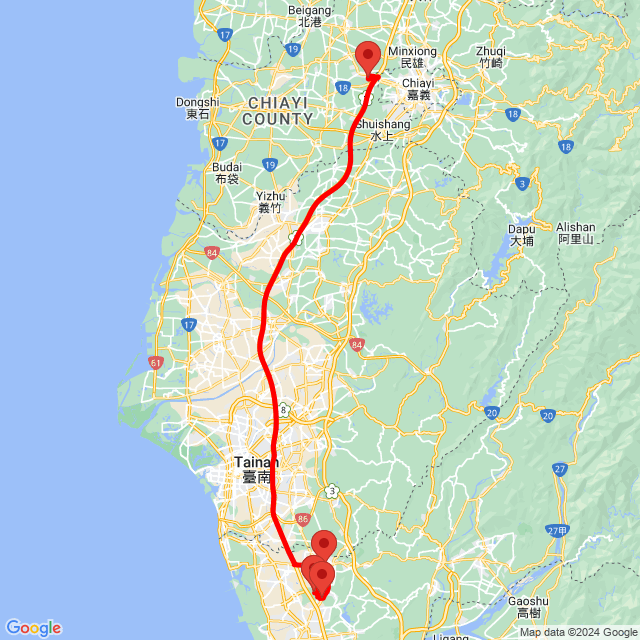 Beigang
北港
19
Minxiong
民雄
Zhuqi
竹崎
19
18
Chiayi
嘉義
Dongshi
東石
CHIAYI
COUNTY
Shuishang
水上
18
17
18
Budai
布袋
19
Yizhu
義竹
3
Dapu
大埔
Alishan
阿里山
84
17
84
61
8
20
20
Tainan
臺南
27
3
86
27甲
Gaoshu
高樹
Ligang
Google
Map data ©2024 Google